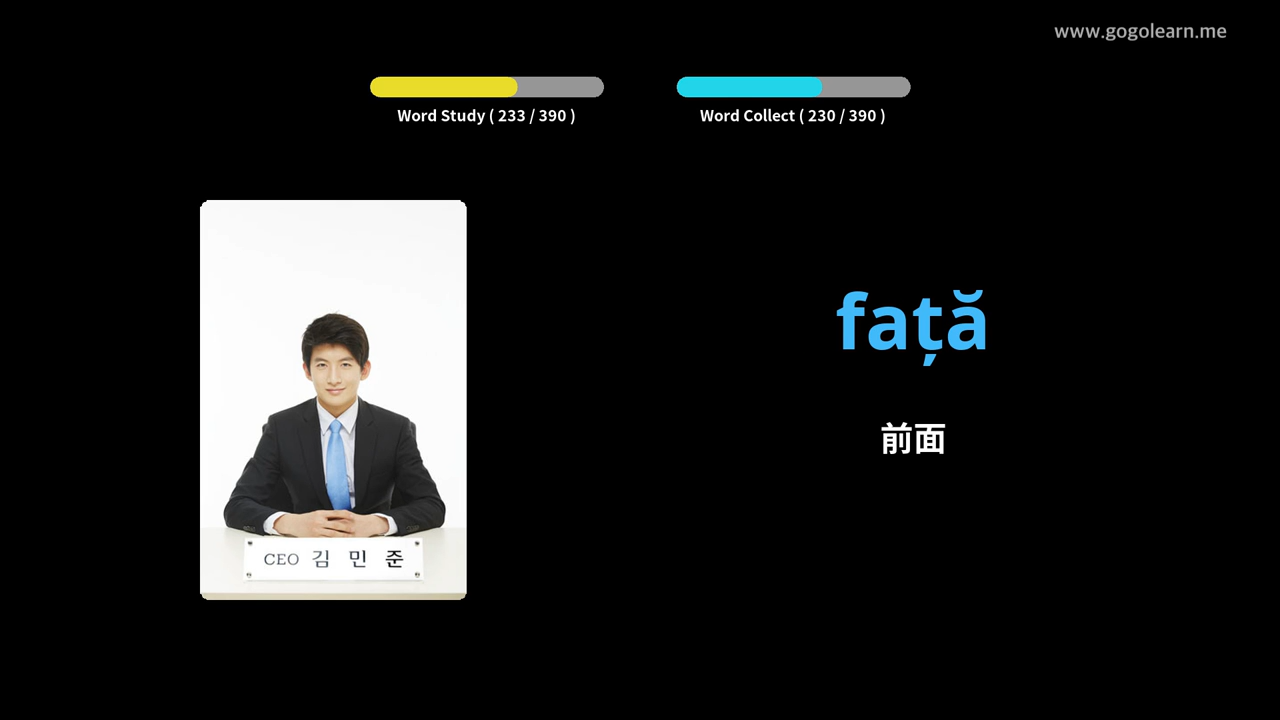 www.gogolearn.me
Word Study ( 233 / 390 )
Word Collect ( 230 / 390 )
față
前面
CEO 김 민 준